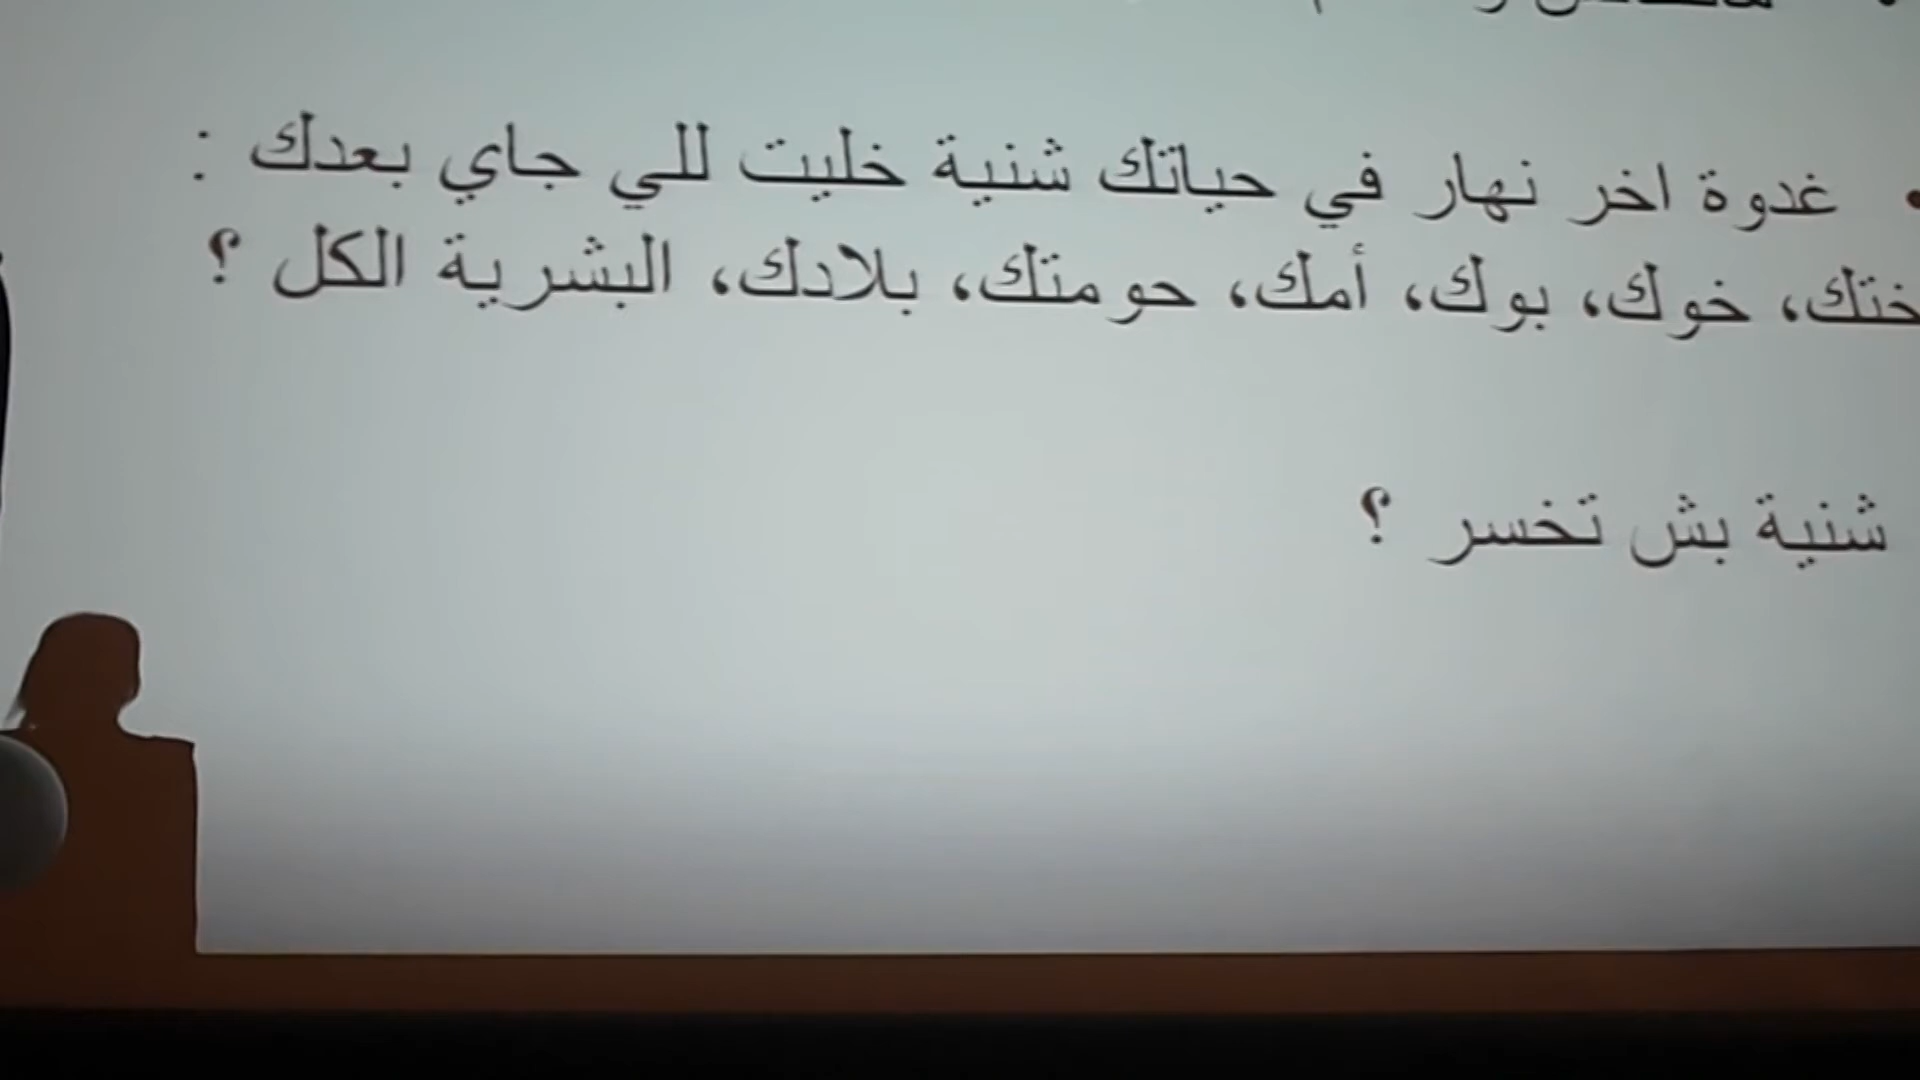 • غدوة اخر نهار في حياتك شنية خليت للي جاي بعدك :
خوك، بوك، أمك، حومتك، بلادك، البشرية الكل ؟
شنية بش تخسر ؟